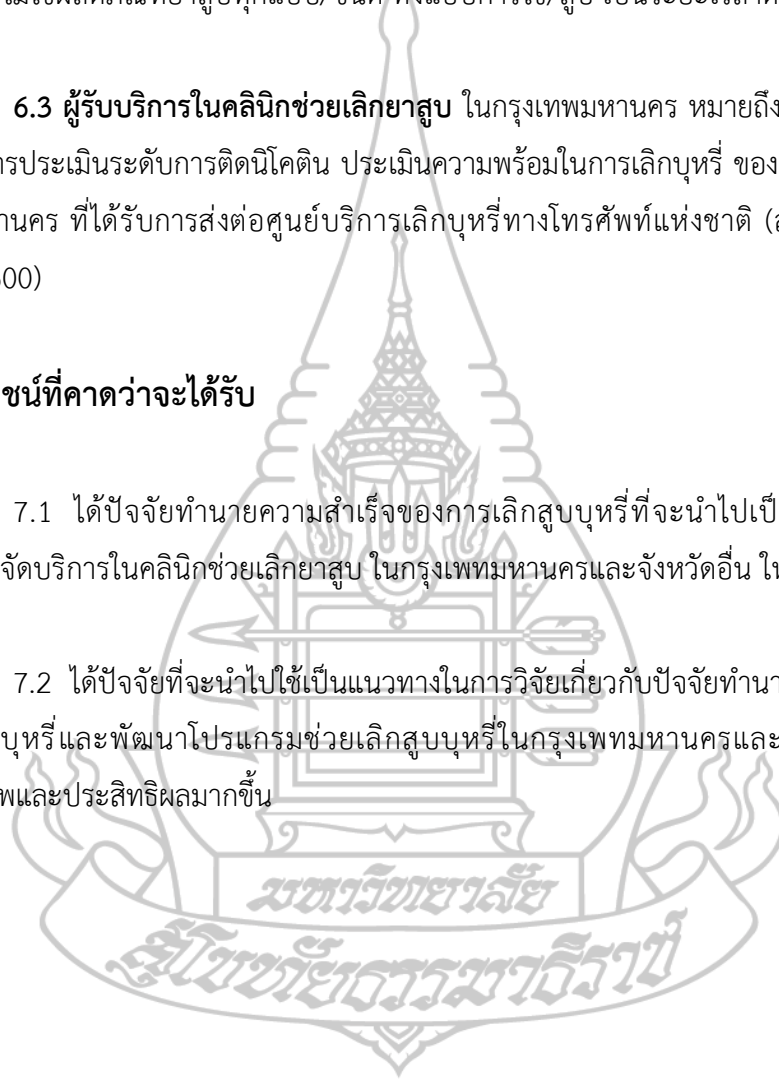 6.3 ผู้รับบริการในคลินิกช่วยเลิกยาสูบ ในกรุงเทพมหานคร หมายถึง
ารประเมินระดับการติดนิโคติน ประเมินความพร้อมในการเลิกบุหรี่ ของ
านคร ที่ได้รับการส่งต่อศูนย์บริการเลิกบุหรี่ทางโทรศัพท์แห่งชาติ (ส
00)
ชน์ที่คาดว่าจะได้รับ
7.1 ได้ปัจจัยทำนายความสำเร็จของการเลิกสูบบุหรี่ที่จะนำไปเป็
จัดบริการในคลินิกช่วยเลิกยาสูบ ในกรุงเพทมหานครและจังหวัดอื่น ใน
7.2 ได้ปัจจัยที่จะนำไปใช้เป็นแนวทางในการวิจัยเกี่ยวกับปัจจัยทำนา
บุหรี่และพัฒนาโปรแกรมช่วยเลิกสูบบุหรี่ในกรุงเพทมหานครและ
พและประสิทธิผลมากขึ้น
มหาวิทยาลัย
สุโขทัยธรรมาธิราช